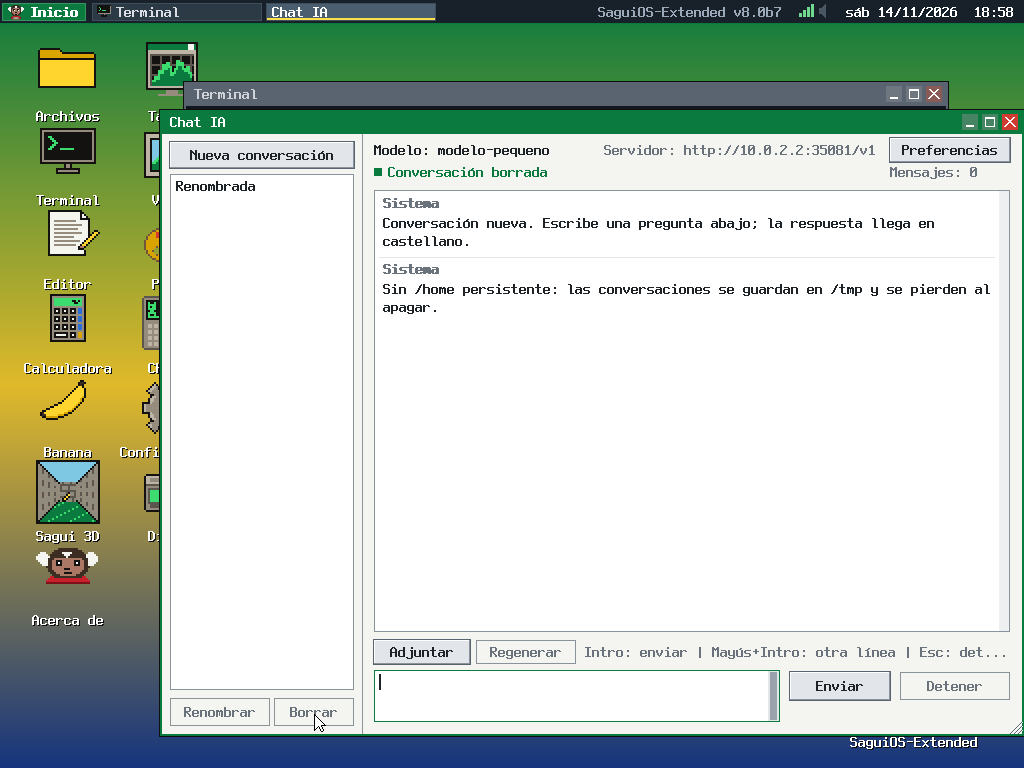 Inicio
Terminal
Chat IA
SaguiOS-Extended v8.0b7
sáb 14/11/2026 18:58
Archivos
Terminal
Editor
Calculadora
Banana
Sagui 3D
Acerca de
Terminal
Chat IA
Nueva conversación
Renombrada
Renombrar
Borrar
Modelo: modelo-pequeno
Servidor: http://10.0.2.2:35081/v1
Preferencias
Conversación borrada
Mensajes: 0
Sistema
Conversación nueva. Escribe una pregunta abajo; la respuesta llega en
castellano.
Sistema
Sin /home persistente: las conversaciones se guardan en /tmp y se pierden al
apagar.
Adjuntar
Regenerar
Intro: enviar | Mayús+Intro: otra línea | Esc: det...
Enviar
Detener
SaguiOS-Extended